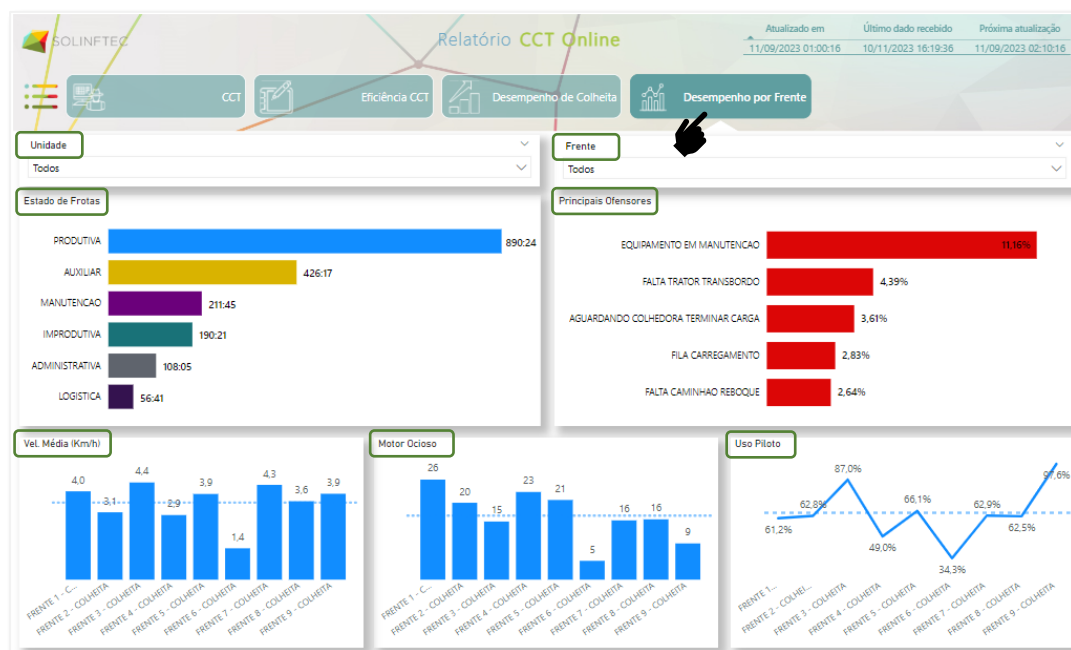 SOLINFTEC
Relatório CCT Online
Atualizado em
Último dado recebido
Próxima atualização
11/09/2023 01:00:16
10/11/2023 16:19:36
11/09/2023 02:10:16
CCT
Eficiência CCT
Desempenho de Colheita
Desempenho por Frente
Unidade
Todos
Frente
Todos
Estado de Frotas
PRODUTIVA 890:24
AUXILIAR 426:17
MANUTENCAO 211:45
IMPRODUTIVA 190:21
ADMINISTRATIVA 108:05
LOGISTICA 56:41
Principais Ofensores
EQUIPAMENTO EM MANUTENCAO 11,16%
FALTA TRATOR TRANSBORDO 4,39%
AGUARDANDO COLHEDORA TERMINAR CARGA 3,61%
FILA CARREGAMENTO 2,83%
FALTA CAMINHAO REBOQUE 2,64%
Vel. Média (Km/h)
4,0 3,1 4,4 2,9 3,9 1,4 4,3 3,6 3,9
FRENTE 1 - C...
FRENTE 2 - COLHEITA
FRENTE 3 - COLHEITA
FRENTE 4 - COLHEITA
FRENTE 5 - COLHEITA
FRENTE 6 - COLHEITA
FRENTE 7 - COLHEITA
FRENTE 8 - COLHEITA
FRENTE 9 - COLHEITA
Motor Ocioso
26 20 15 23 21 5 16 16 9
FRENTE 1 - C...
FRENTE 2 - COLHEITA
FRENTE 3 - COLHEITA
FRENTE 4 - COLHEITA
FRENTE 5 - COLHEITA
FRENTE 6 - COLHEITA
FRENTE 7 - COLHEITA
FRENTE 8 - COLHEITA
FRENTE 9 - COLHEITA
Uso Piloto
61,2% 62,8% 87,0% 49,0% 66,1% 34,3% 62,9% 62,5% 97,6%
FRENTE 1...
FRENTE 2 - COLHEI...
FRENTE 3 - COLHEITA
FRENTE 4 - COLHEITA
FRENTE 5 - COLHEITA
FRENTE 6 - COLHEITA
FRENTE 7 - COLHEITA
FRENTE 8 - COLHEITA
FRENTE 9 - COLHEITA